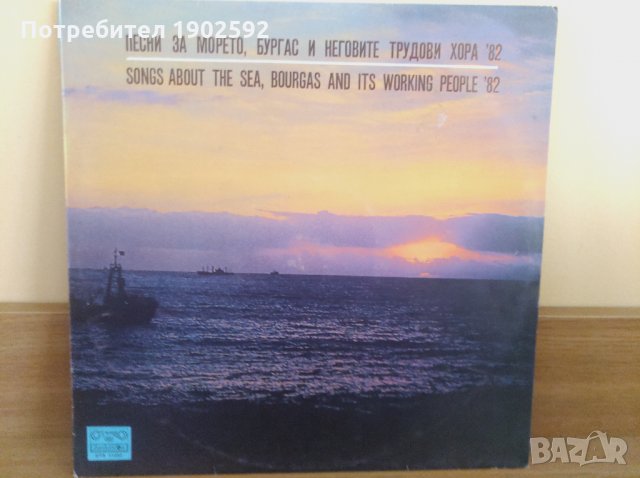 Потребител 1902592
ПЕСНИ ЗА МОРЕТО, БУРГАС И НЕГОВИТЕ ТРУДОВИ ХОРА '82
SONGS ABOUT THE SEA, BOURGAS AND ITS WORKING PEOPLE '82
BAZAR